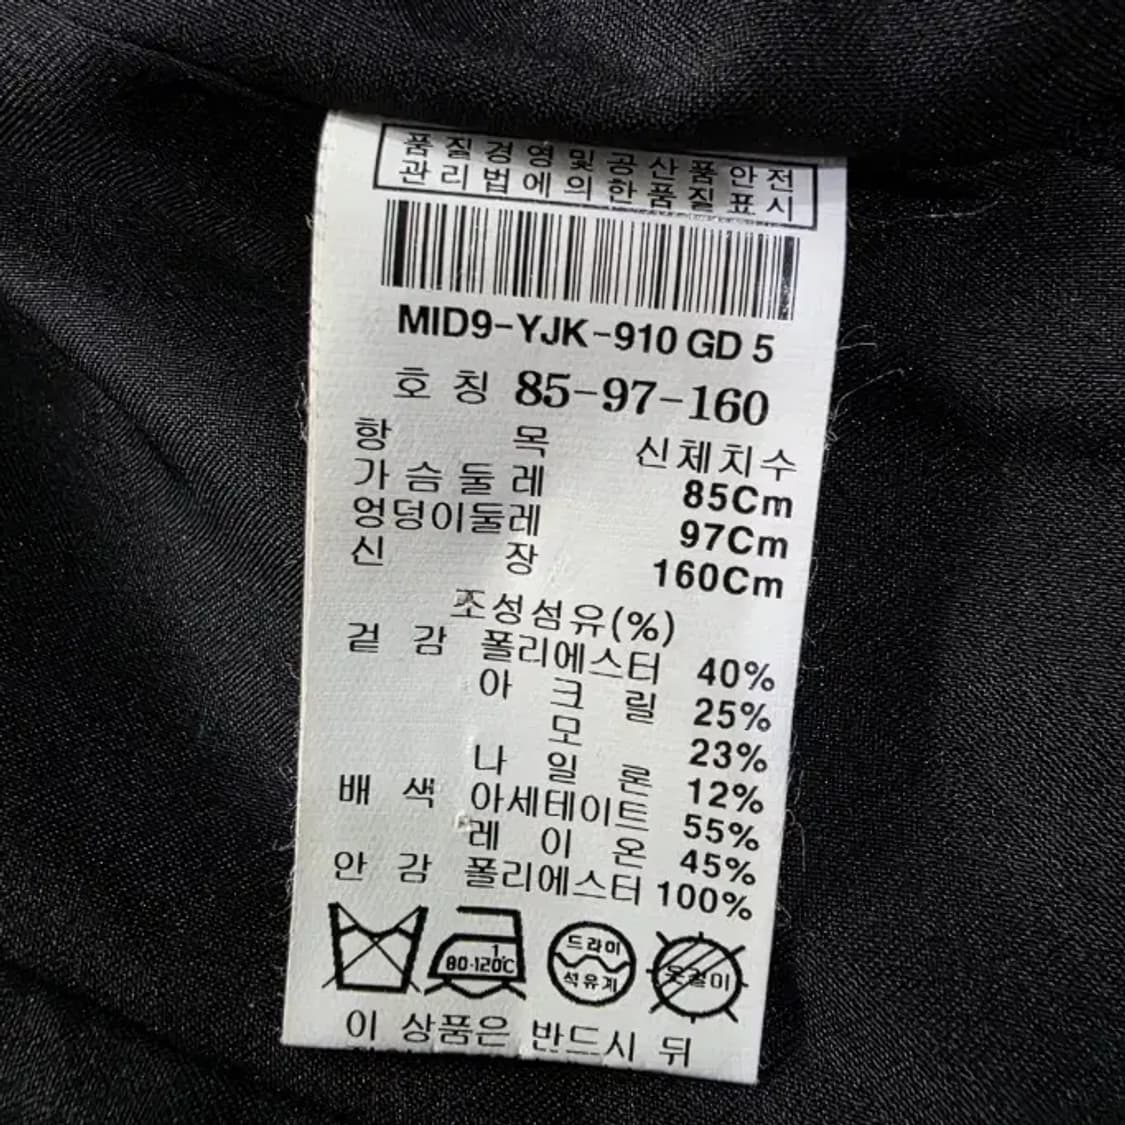 품질경영및공산품안전
관리법에의한품질표시
MID9-YJK-910 GD 5
호 칭 85-97-160
항 목 신체치수
가슴둘레 85Cm
엉덩이둘레 97Cm
신 장 160Cm
조성섬유(%)
겉 감 폴리에스터 40%
아 크 릴 25%
모 23%
나 일 론 12%
배 색 아세테이트 55%
레 이 온 45%
안 감 폴리에스터 100%
1 80-120℃ 드라이 석유계 옷걸이
이 상품은 반드시 뒤